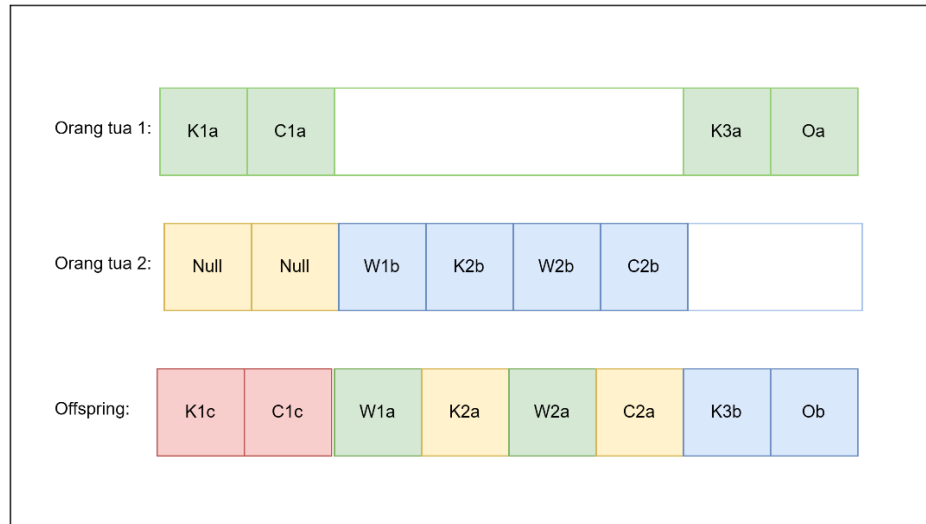 Orang tua 1: K1a C1a K3a Oa
Orang tua 2: Null Null W1b K2b W2b C2b
Offspring: K1c C1c W1a K2a W2a C2a K3b Ob